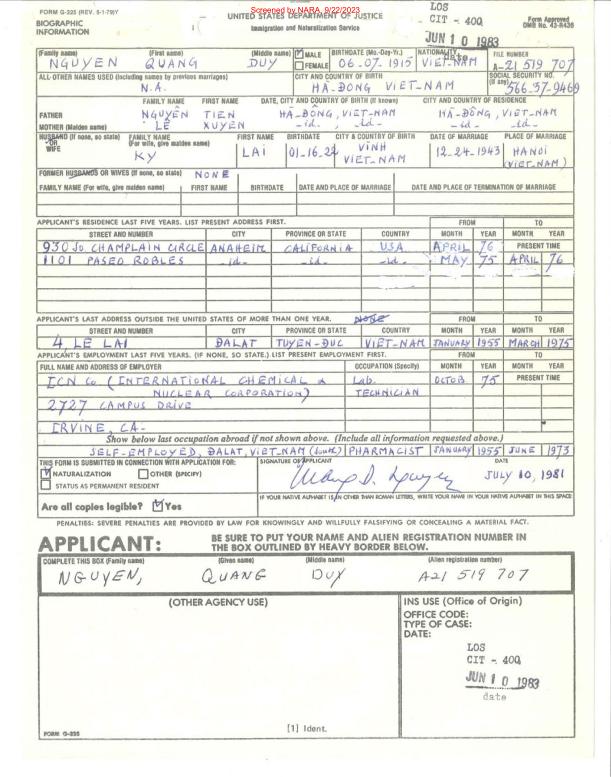 FORM G-325 (REV. 5-1-79)Y
BIOGRAPHIC
INFORMATION
Screened by NARA, 9/22/2023
UNITED STATES DEPARTMENT OF JUSTICE
Immigration and Naturalization Service
LOS
CIT - 400
JUN 10 1983
date
Form Approved
OMB No. 43-R436
(Family name) (First name) (Middle name) MALE FEMALE BIRTHDATE (Mo.-Day-Yr.) NATIONALITY FILE NUMBER
NGUYEN QUANG DUY 06.07.1915 VIET-NAM A-21 519 707
ALL OTHER NAMES USED (Including names by previous marriages) CITY AND COUNTRY OF BIRTH SOCIAL SECURITY NO. (If any)
N.A. HA-DONG VIET-NAM 566-37-9469
FAMILY NAME FIRST NAME DATE, CITY AND COUNTRY OF BIRTH (If known) CITY AND COUNTRY OF RESIDENCE
FATHER NGUYEN TIEN HA-DONG, VIET-NAM HA-DONG, VIET-NAM
MOTHER (Maiden name) LE XUYEN -id- , -id- -id- -id-
HUSBAND (If none, so state) OR WIFE FAMILY NAME (For wife, give maiden name) FIRST NAME BIRTHDATE CITY & COUNTRY OF BIRTH DATE OF MARRIAGE PLACE OF MARRIAGE
KY LAI 01-16-22 VINH VIET-NAM 12-24-1943 HANOI (VIET-NAM)
FORMER HUSBANDS OR WIVES (If none, so state) NONE
FAMILY NAME (For wife, give maiden name) FIRST NAME BIRTHDATE DATE AND PLACE OF MARRIAGE DATE AND PLACE OF TERMINATION OF MARRIAGE
APPLICANT'S RESIDENCE LAST FIVE YEARS. LIST PRESENT ADDRESS FIRST. FROM TO
STREET AND NUMBER CITY PROVINCE OR STATE COUNTRY MONTH YEAR MONTH YEAR
930 So. CHAMPLAIN CIRCLE ANAHEIM CALIFORNIA USA APRIL 76 PRESENT TIME
1101 PASEO ROBLES -id- -id- -id- MAY 75 APRIL 76
APPLICANT'S LAST ADDRESS OUTSIDE THE UNITED STATES OF MORE THAN ONE YEAR. NONE FROM TO
STREET AND NUMBER CITY PROVINCE OR STATE COUNTRY MONTH YEAR MONTH YEAR
4 LE LAI DALAT TUYEN-DUC VIET-NAM JANUARY 1955 MARCH 1975
APPLICANT'S EMPLOYMENT LAST FIVE YEARS. (IF NONE, SO STATE.) LIST PRESENT EMPLOYMENT FIRST. FROM TO
FULL NAME AND ADDRESS OF EMPLOYER OCCUPATION (Specify) MONTH YEAR MONTH YEAR
ICN Co (INTERNATIONAL CHEMICAL & Lab. OCTOB 75 PRESENT TIME
NUCLEAR CORPORATION) TECHNICIAN
2727 CAMPUS DRIVE
IRVINE, CA-
Show below last occupation abroad if not shown above. (Include all information requested above.)
SELF-EMPLOYED, DALAT, VIET-NAM (South) PHARMACIST JANUARY 1955 JUNE 1973
THIS FORM IS SUBMITTED IN CONNECTION WITH APPLICATION FOR: SIGNATURE OF APPLICANT DATE
NATURALIZATION OTHER (SPECIFY) JULY 10, 1981
STATUS AS PERMANENT RESIDENT
IF YOUR NATIVE ALPHABET IS IN OTHER THAN ROMAN LETTERS, WRITE YOUR NAME IN YOUR NATIVE ALPHABET IN THIS SPACE
Are all copies legible? Yes
PENALTIES: SEVERE PENALTIES ARE PROVIDED BY LAW FOR KNOWINGLY AND WILLFULLY FALSIFYING OR CONCEALING A MATERIAL FACT.
APPLICANT: BE SURE TO PUT YOUR NAME AND ALIEN REGISTRATION NUMBER IN
THE BOX OUTLINED BY HEAVY BORDER BELOW.
COMPLETE THIS BOX (Family name) (Given name) (Middle name) (Alien registration number)
NGUYEN, QUANG DUY A21 519 707
(OTHER AGENCY USE)
INS USE (Office of Origin)
OFFICE CODE:
TYPE OF CASE:
DATE:
LOS
CIT - 400
JUN 10 1983
date
[1] Ident.
FORM G-325